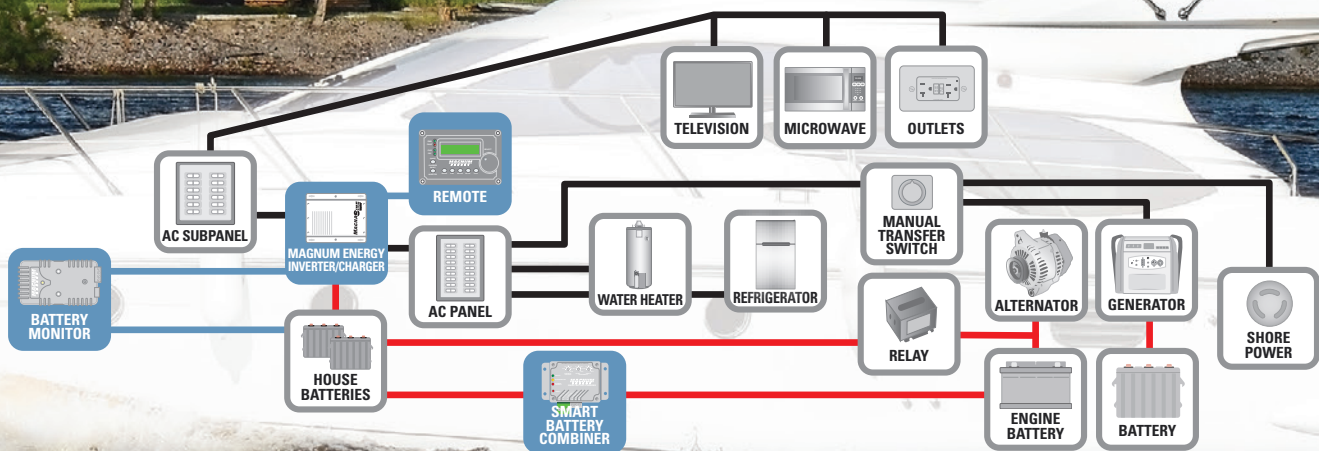 TELEVISION
MICROWAVE
OUTLETS
AC SUBPANEL
MAGNUM ENERGY
INVERTER/CHARGER
REMOTE
AC PANEL
WATER HEATER
REFRIGERATOR
MANUAL
TRANSFER
SWITCH
ALTERNATOR
GENERATOR
SHORE
POWER
BATTERY
MONITOR
HOUSE
BATTERIES
SMART
BATTERY
COMBINER
RELAY
ENGINE
BATTERY
BATTERY